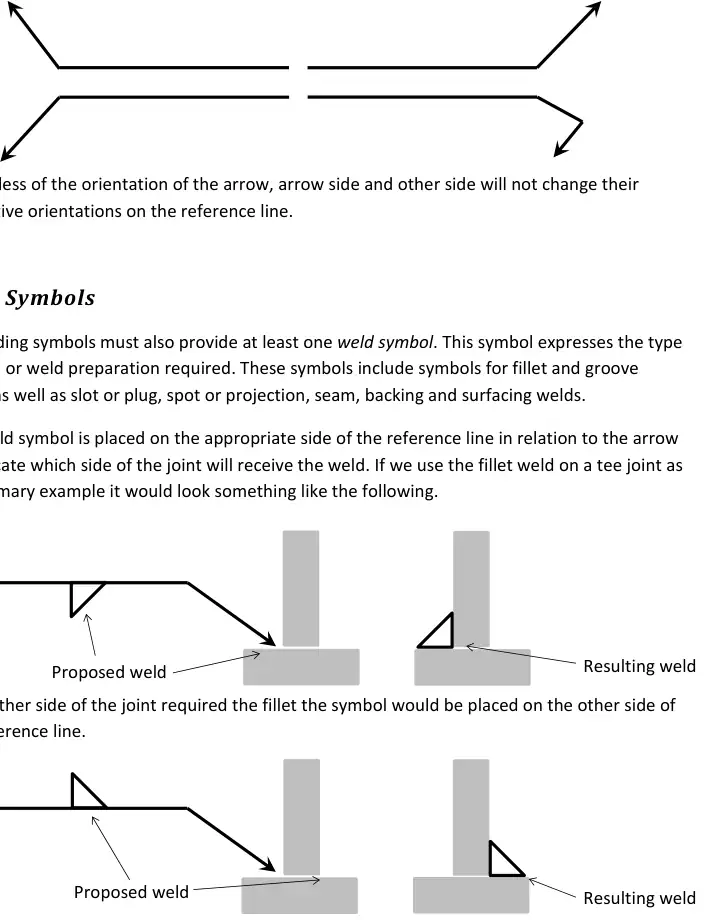 less of the orientation of the arrow, arrow side and other side will not change their
tive orientations on the reference line.
Symbols
ding symbols must also provide at least one weld symbol. This symbol expresses the type
or weld preparation required. These symbols include symbols for fillet and groove
as well as slot or plug, spot or projection, seam, backing and surfacing welds.
ld symbol is placed on the appropriate side of the reference line in relation to the arrow
cate which side of the joint will receive the weld. If we use the fillet weld on a tee joint as
mary example it would look something like the following.
Proposed weld
Resulting weld
ther side of the joint required the fillet the symbol would be placed on the other side of
erence line.
Proposed weld
Resulting weld